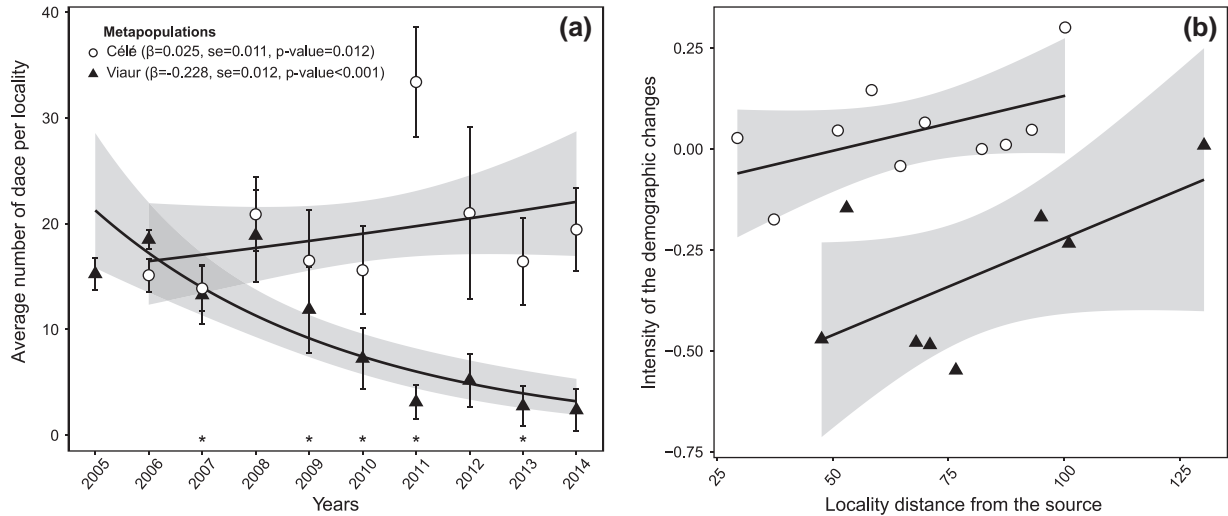 (a)
Metapopulations
Célé (β=0.025, se=0.011, p-value=0.012)
Viaur (β=-0.228, se=0.012, p-value<0.001)
Average number of dace per locality
40
30
20
10
0
* * * * *
2005 2006 2007 2008 2009 2010 2011 2012 2013 2014
Years
(b)
Intensity of the demographic changes
0.25
0.00
−0.25
−0.50
−0.75
25 50 75 100 125
Locality distance from the source